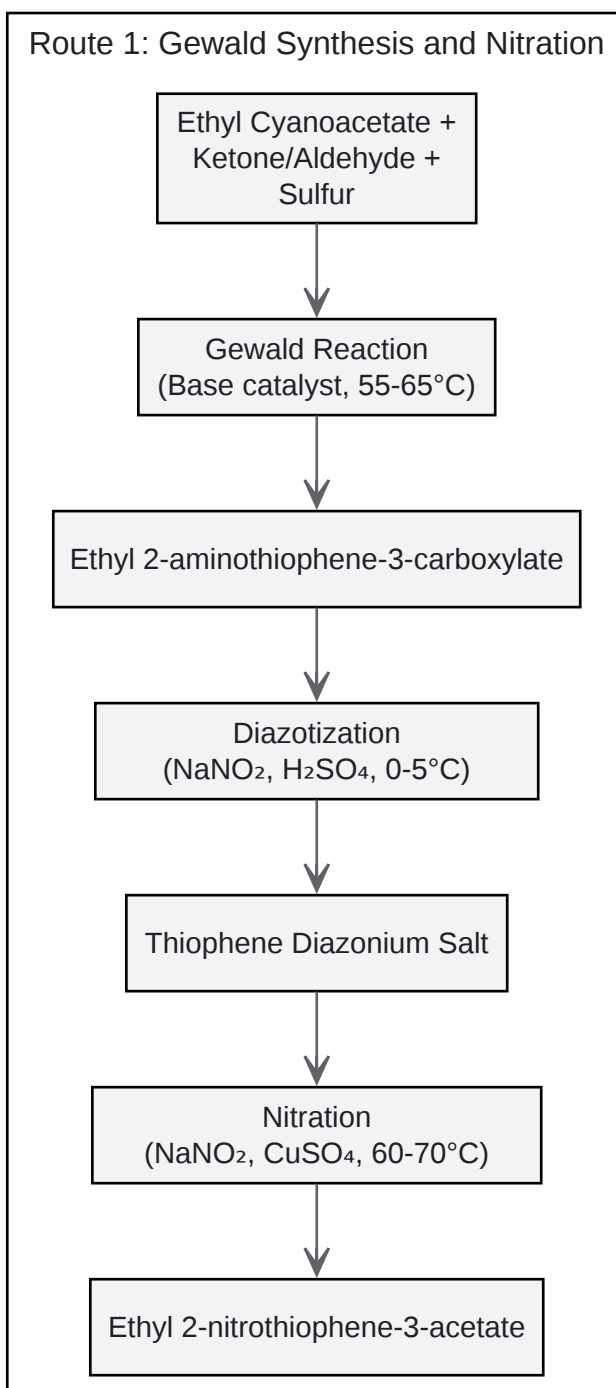 Route 1: Gewald Synthesis and Nitration
Ethyl Cyanoacetate +
Ketone/Aldehyde +
Sulfur
Gewald Reaction
(Base catalyst, 55-65°C)
Ethyl 2-aminothiophene-3-carboxylate
Diazotization
(NaNO₂, H₂SO₄, 0-5°C)
Thiophene Diazonium Salt
Nitration
(NaNO₂, CuSO₄, 60-70°C)
Ethyl 2-nitrothiophene-3-acetate